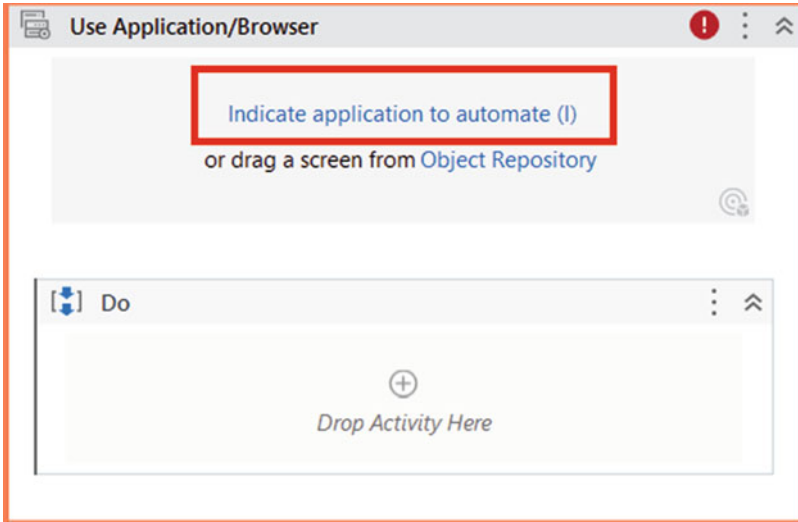 Use Application/Browser
Indicate application to automate (I)
or drag a screen from Object Repository
Do
Drop Activity Here